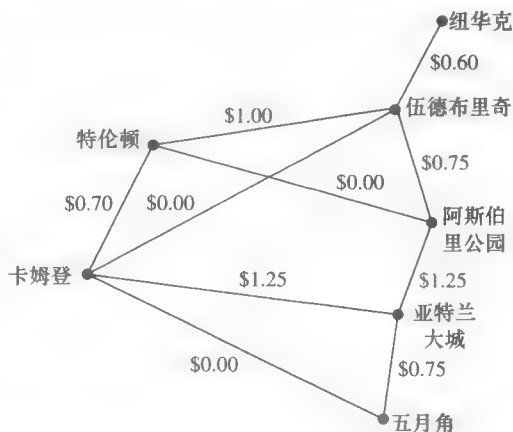 纽华克
$0.60
伍德布里奇
$1.00
特伦顿
$0.75
$0.00
$0.70
$0.00
阿斯伯
里公园
卡姆登
$1.25
$1.25
亚特兰
大城
$0.00
$0.75
五月角